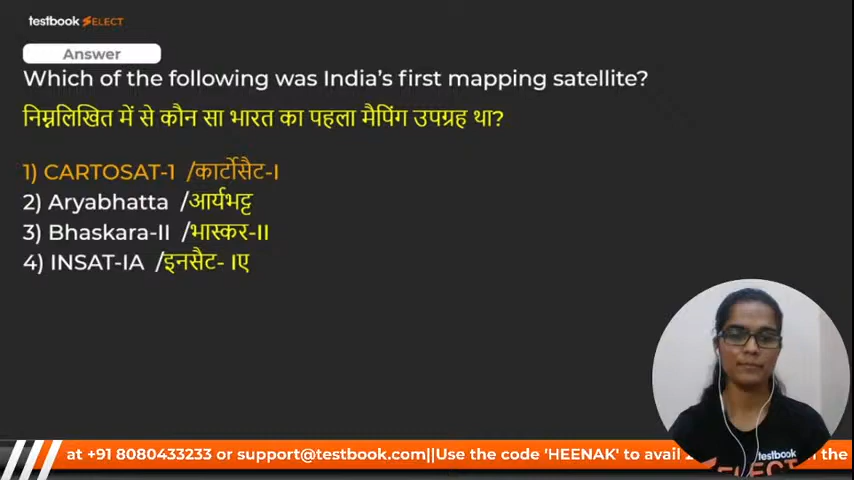 testbook SELECT
Answer
Which of the following was India's first mapping satellite?
निम्नलिखित में से कौन सा भारत का पहला मैपिंग उपग्रह था?
1) CARTOSAT-1 /कार्टोसैट-I
2) Aryabhatta /आर्यभट्ट
3) Bhaskara-II /भास्कर-II
4) INSAT-IA /इनसैट- Iए
testbook
SELECT
at +91 8080433233 or support@testbook.com||Use the code 'HEENAK' to avail the